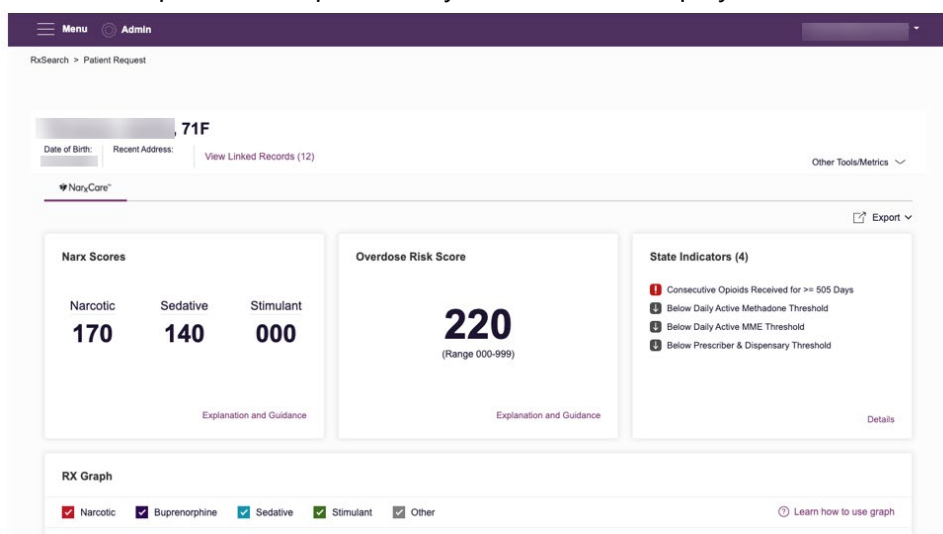 Menu Admin
RxSearch > Patient Request
, 71F
Date of Birth: Recent Address: View Linked Records (12)
Other Tools/Metrics
NarxCare™
Export
Narx Scores
Narcotic Sedative Stimulant
170 140 000
Explanation and Guidance
Overdose Risk Score
220
(Range 000-999)
Explanation and Guidance
State Indicators (4)
Consecutive Opioids Received for >= 505 Days
Below Daily Active Methadone Threshold
Below Daily Active MME Threshold
Below Prescriber & Dispensary Threshold
Details
RX Graph
Narcotic Buprenorphine Sedative Stimulant Other
Learn how to use graph